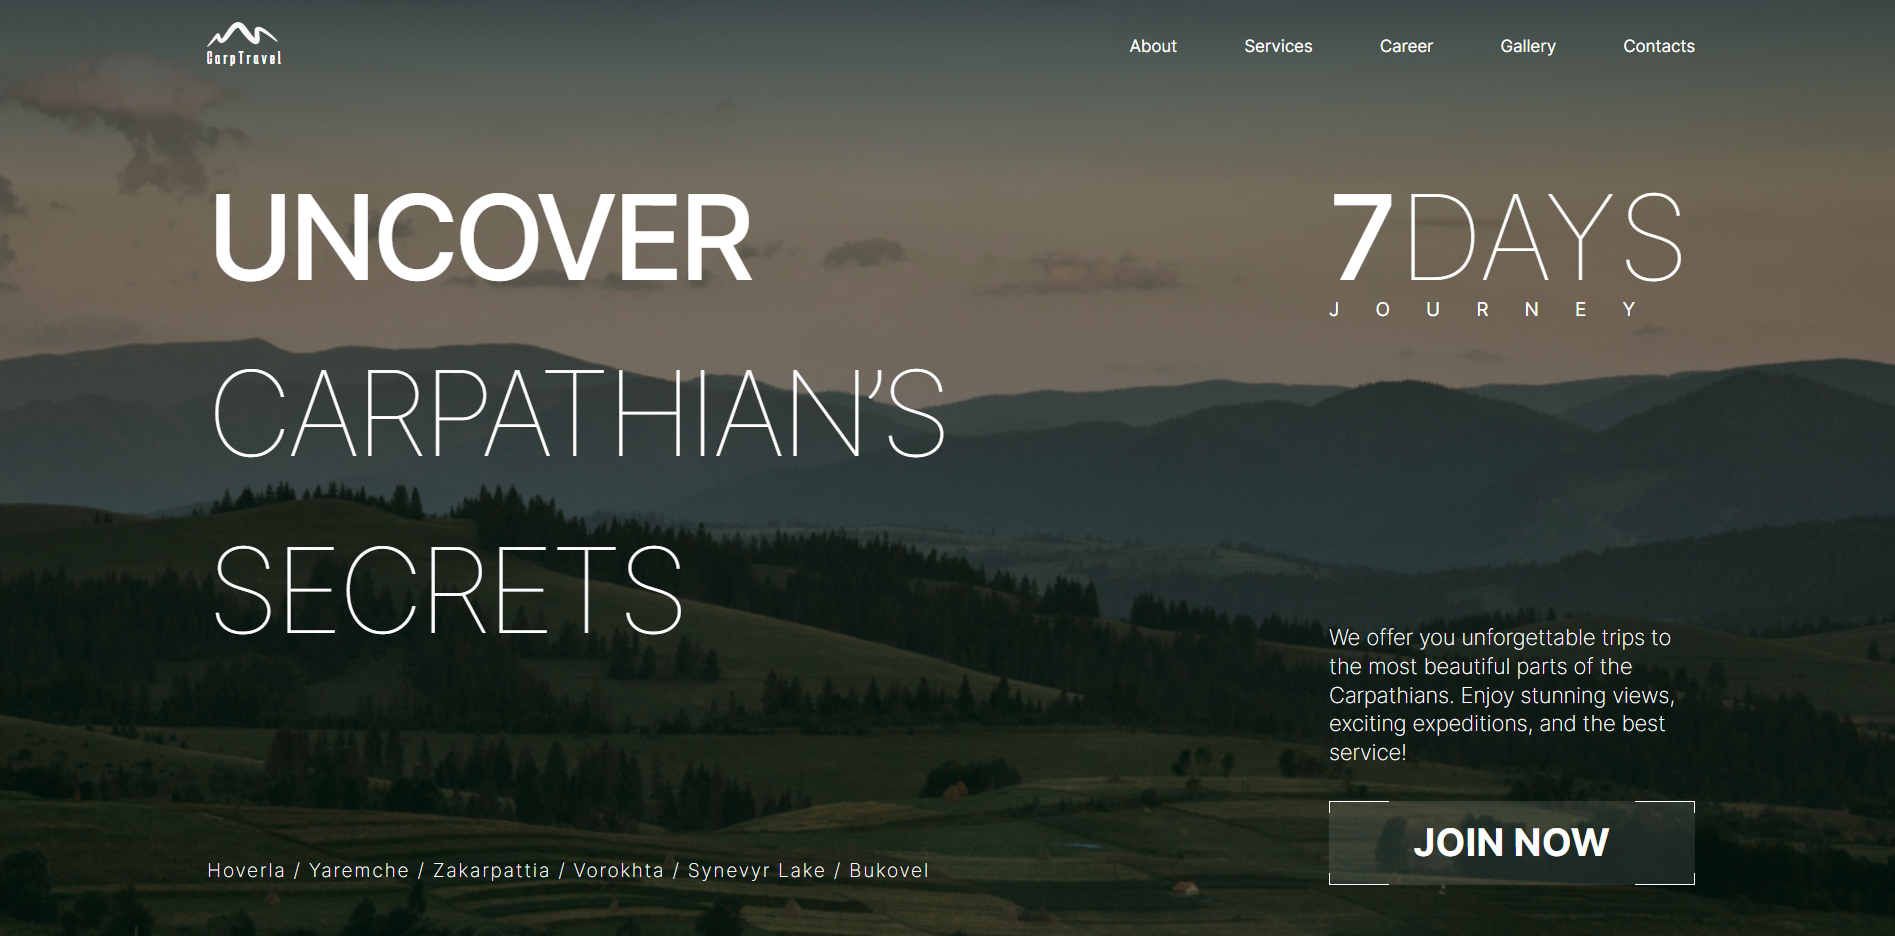 CarpTravel
About Services Career Gallery Contacts
UNCOVER
CARPATHIAN’S
SECRETS
7DAYS
JOURNEY
We offer you unforgettable trips to
the most beautiful parts of the
Carpathians. Enjoy stunning views,
exciting expeditions, and the best
service!
JOIN NOW
Hoverla / Yaremche / Zakarpattia / Vorokhta / Synevyr Lake / Bukovel